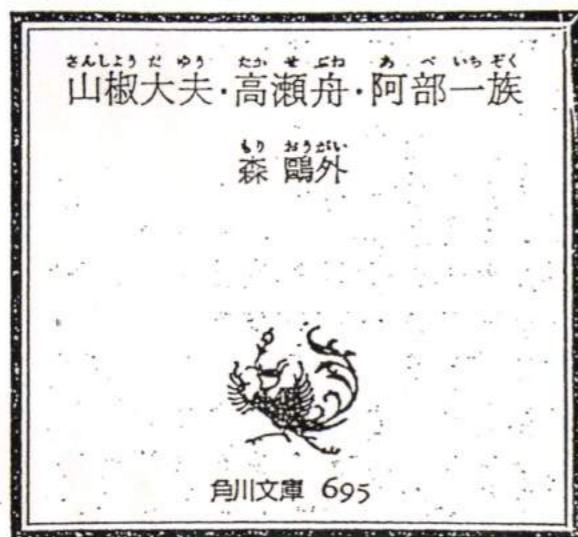 さんしようだゆう たかせぶね あべいちぞく
山椒大夫・高瀬舟・阿部一族
もり おうがい
森 鷗外
角川文庫 695